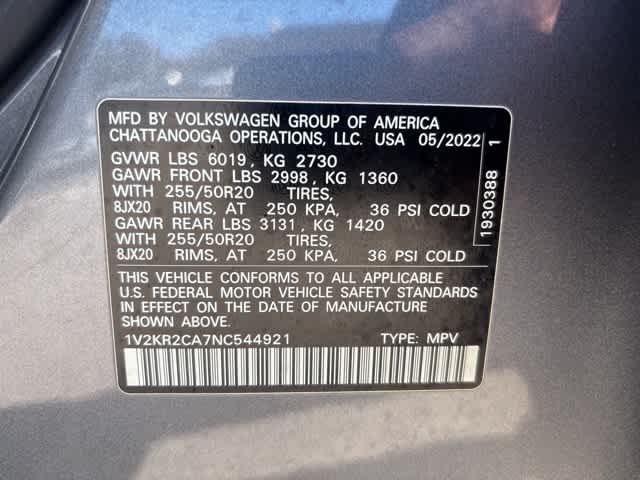 MFD BY VOLKSWAGEN GROUP OF AMERICA
CHATTANOOGA OPERATIONS, LLC. USA 05/2022
GVWR LBS 6019, KG 2730
GAWR FRONT LBS 2998, KG 1360
WITH 255/50R20 TIRES,
8JX20 RIMS, AT 250 KPA, 36 PSI COLD
GAWR REAR LBS 3131, KG 1420
WITH 255/50R20 TIRES,
8JX20 RIMS, AT 250 KPA, 36 PSI COLD
THIS VEHICLE CONFORMS TO ALL APPLICABLE
U.S. FEDERAL MOTOR VEHICLE SAFETY STANDARDS
IN EFFECT ON THE DATE OF MANUFACTURE
SHOWN ABOVE.
1V2KR2CA7NC544921 TYPE: MPV
1930388 1